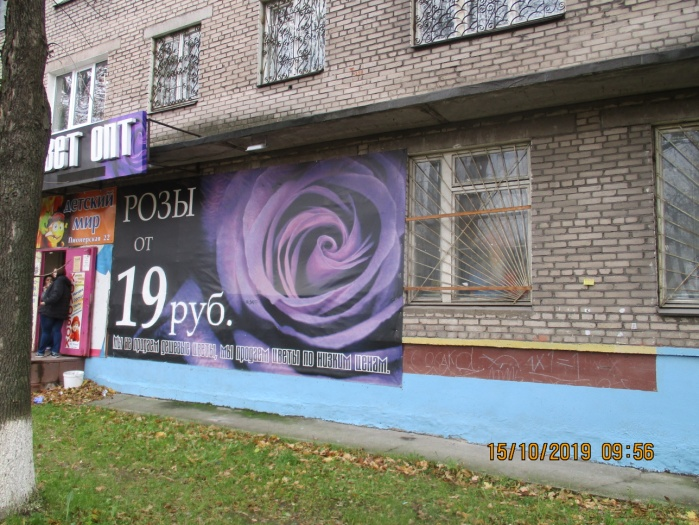 ВЕТ ОПТ
детский
мир
Пионерская 22
РОЗЫ
от
19 руб.
Мы не продаем дешевые цветы, мы продаем цветы по низким ценам.
15/10/2019 09:56